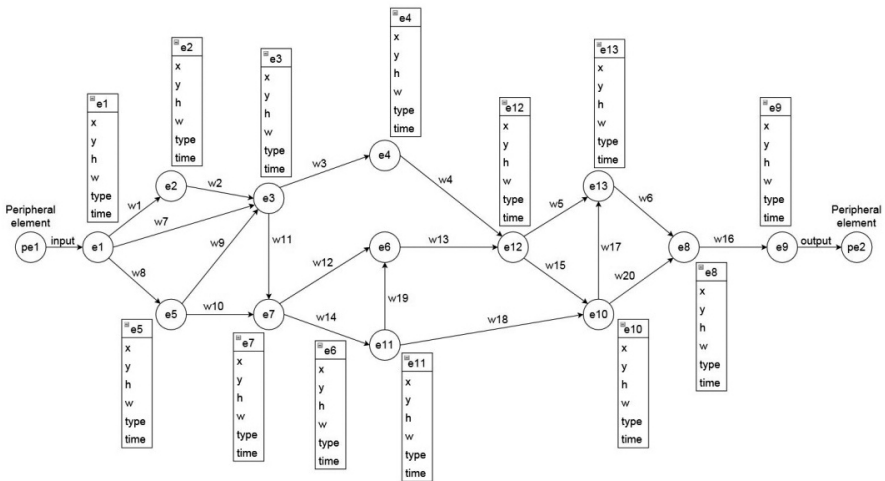 e4
x
y
h
w
type
time
e2
x
y
h
w
type
time
e3
x
y
h
w
type
time
e13
x
y
h
w
type
time
e1
x
y
h
w
type
time
e12
x
y
h
w
type
time
e9
x
y
h
w
type
time
w3
e4
w4
e2
w2
e3
w1
w7
w5
e13
w6
Peripheral
element
pe1
input
e1
w9
w11
w12
e6
w13
e12
w17
e8
w16
e9
output
Peripheral
element
pe2
w8
w15
w20
e5
w10
e7
w14
w19
w18
e10
e11
e5
x
y
h
w
type
time
e7
x
y
h
w
type
time
e6
x
y
h
w
type
time
e11
x
y
h
w
type
time
e10
x
y
h
w
type
time
e8
x
y
h
w
type
time